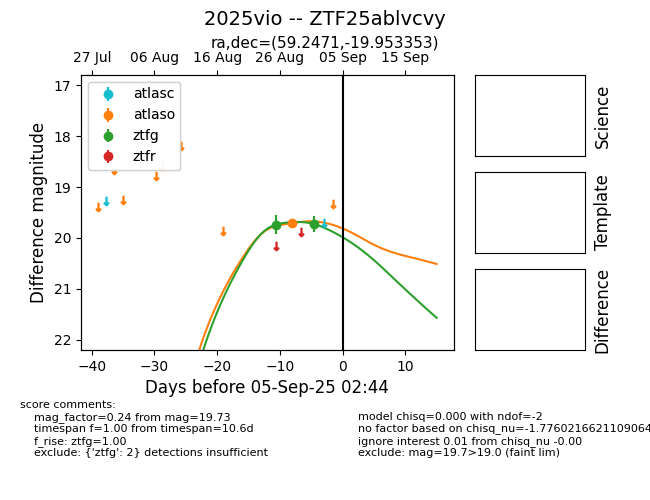 2025vio -- ZTF25ablvcvy
ra,dec=(59.2471,-19.953353)
27 Jul 06 Aug 16 Aug 26 Aug 05 Sep 15 Sep
17
18
19
20
21
22
Difference magnitude
atlasc
atlaso
ztfg
ztfr
−40 −30 −20 −10 0 10
Days before 05-Sep-25 02:44
Science
Template
Difference
score comments:
mag_factor=0.24 from mag=19.73
timespan f=1.00 from timespan=10.6d
f_rise: ztfg=1.00
exclude: {'ztfg': 2} detections insufficient
model chisq=0.000 with ndof=-2
no factor based on chisq_nu=-1.7760216621109064
ignore interest 0.01 from chisq_nu -0.00
exclude: mag=19.7>19.0 (faint lim)